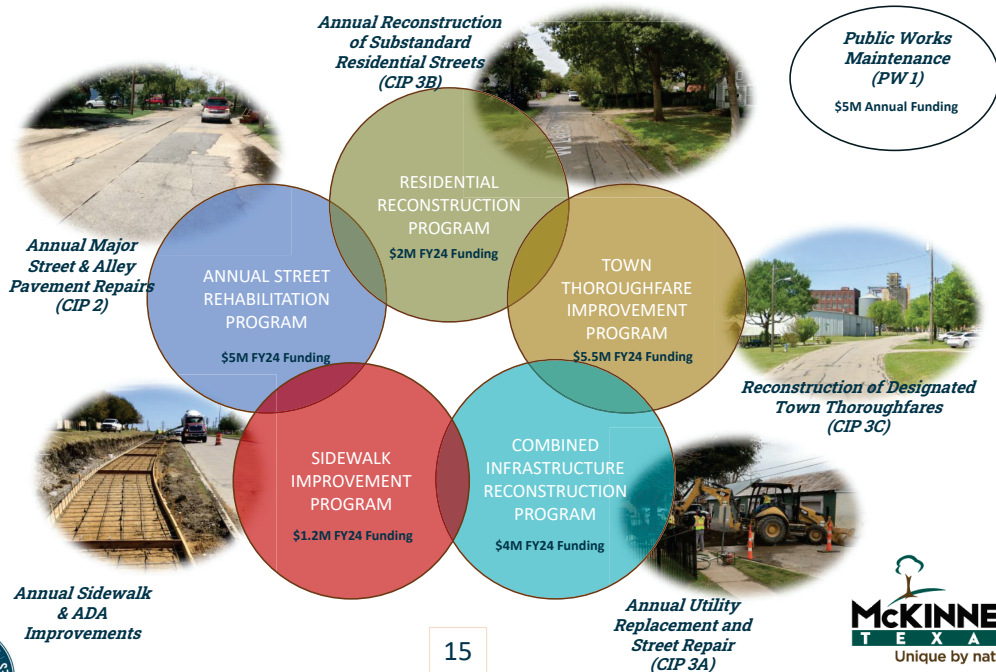 Annual Reconstruction
of Substandard
Residential Streets
(CIP 3B)
Public Works
Maintenance
(PW 1)
$5M Annual Funding
RESIDENTIAL
RECONSTRUCTION
PROGRAM
$2M FY24 Funding
Annual Major
Street & Alley
Pavement Repairs
(CIP 2)
ANNUAL STREET
REHABILITATION
PROGRAM
$5M FY24 Funding
TOWN
THOROUGHFARE
IMPROVEMENT
PROGRAM
$5.5M FY24 Funding
Reconstruction of Designated
Town Thoroughfares
(CIP 3C)
SIDEWALK
IMPROVEMENT
PROGRAM
$1.2M FY24 Funding
COMBINED
INFRASTRUCTURE
RECONSTRUCTION
PROGRAM
$4M FY24 Funding
Annual Sidewalk
& ADA
Improvements
Annual Utility
Replacement and
Street Repair
(CIP 3A)
15
MCKINNE
TEXA
Unique by nat